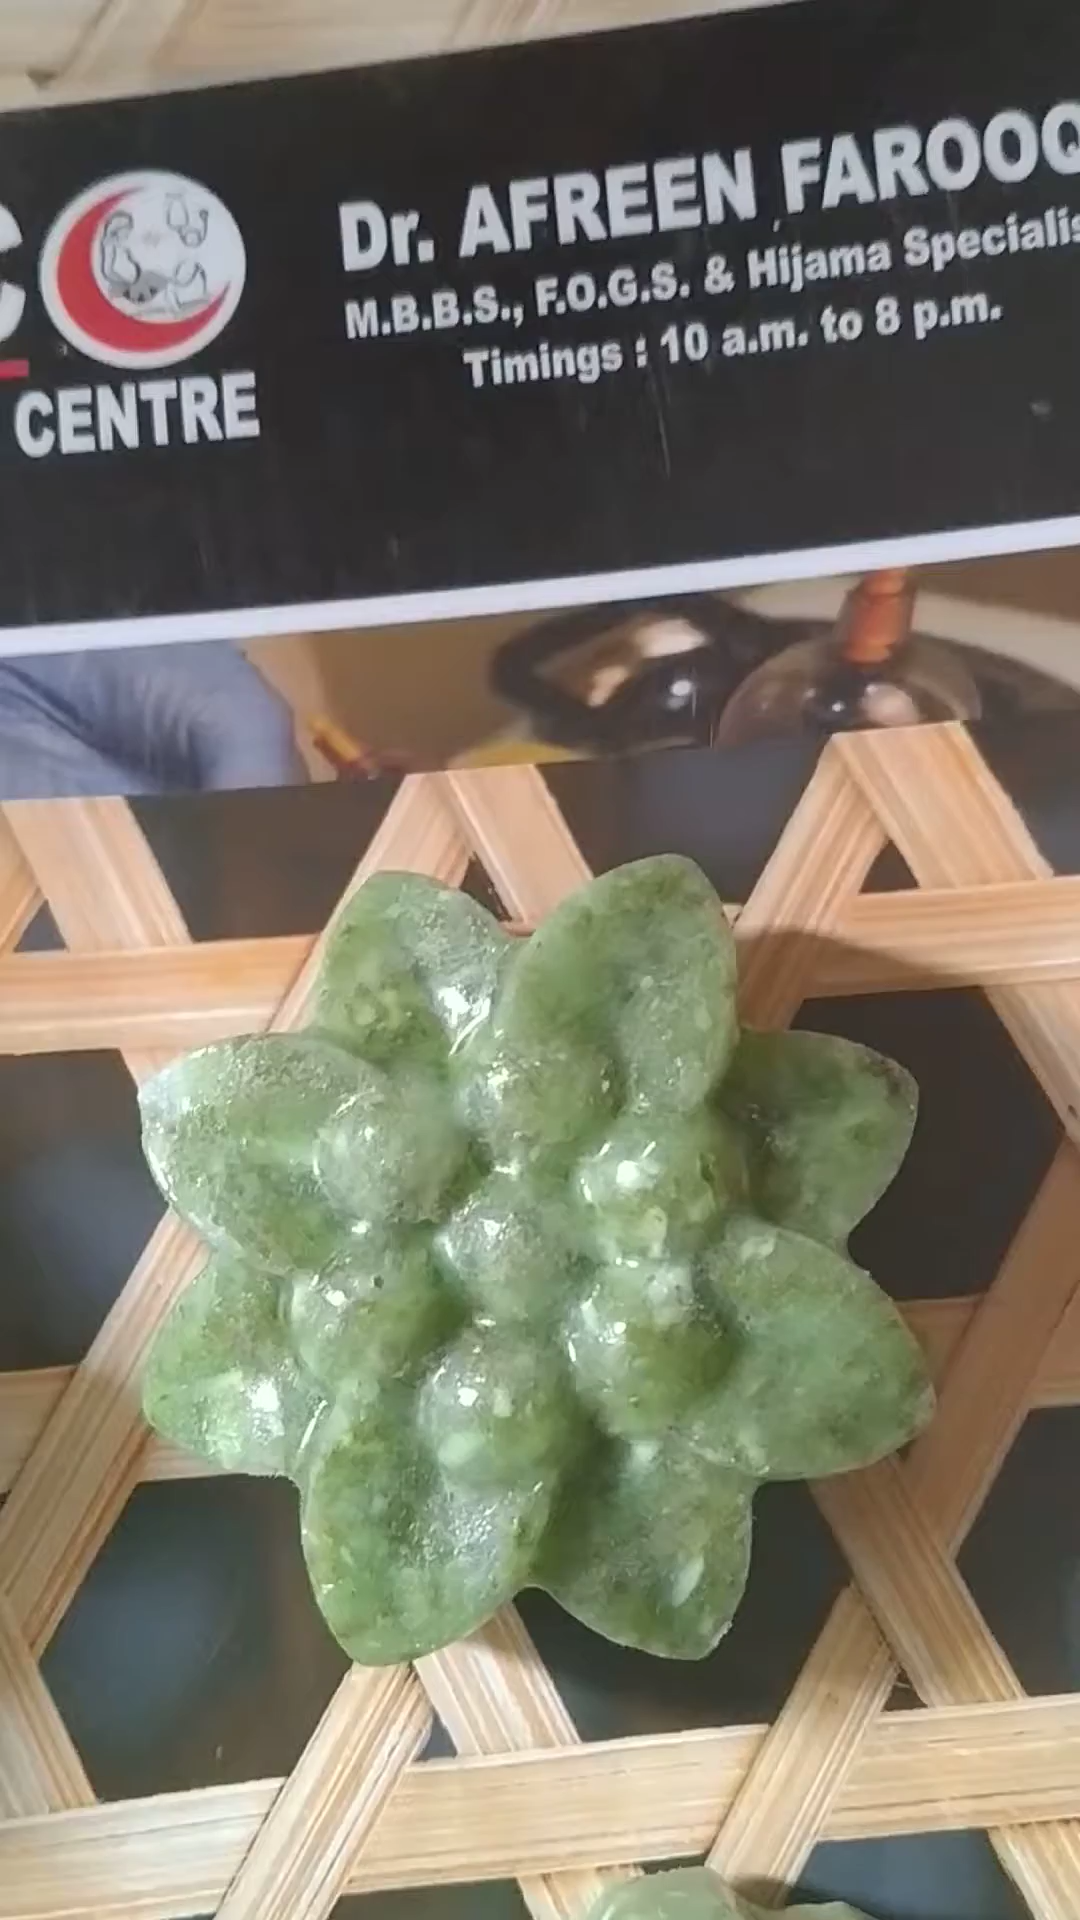 CENTRE
Dr. AFREEN FAROOQ
M.B.B.S., F.O.G.S. & Hijama Specialis
Timings : 10 a.m. to 8 p.m.